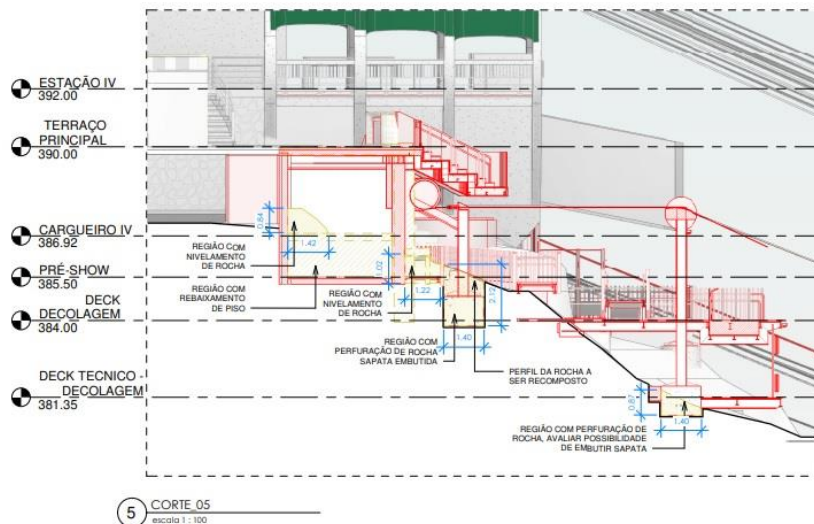 ESTAÇÃO IV
392.00
TERRAÇO
PRINCIPAL
390.00
CARGUEIRO IV
386.92
PRÉ-SHOW
385.50
DECK
DECOLAGEM
384.00
DECK TECNICO -
DECOLAGEM
381.35
0.84
1.42
REGIÃO COM
NIVELAMENTO
DE ROCHA
REGIÃO COM
REBAIXAMENTO
DE PISO
1.02
1.22
REGIÃO COM
NIVELAMENTO
DE ROCHA
2.12
1.40
REGIÃO COM
PERFURAÇÃO DE ROCHA
SAPATA EMBUTIDA
PERFIL DA ROCHA A
SER RECOMPOSTO
0.87
1.40
REGIÃO COM PERFURAÇÃO DE
ROCHA, AVALIAR POSSIBILIDADE
DE EMBUTIR SAPATA
5
CORTE_05
escala 1 : 100